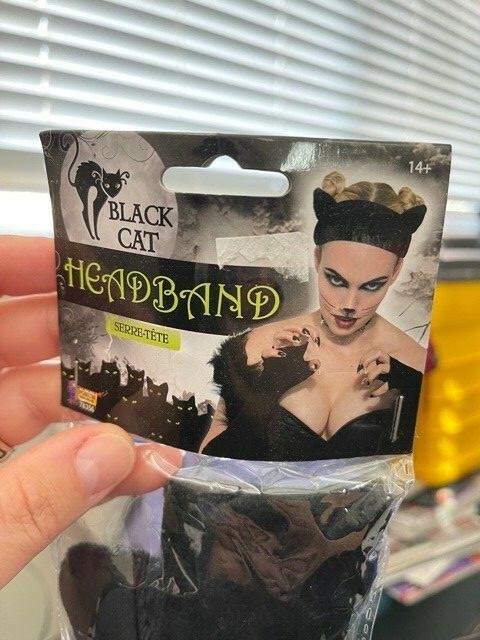 14+
BLACK
CAT
HEADBAND
SERRE-TÊTE